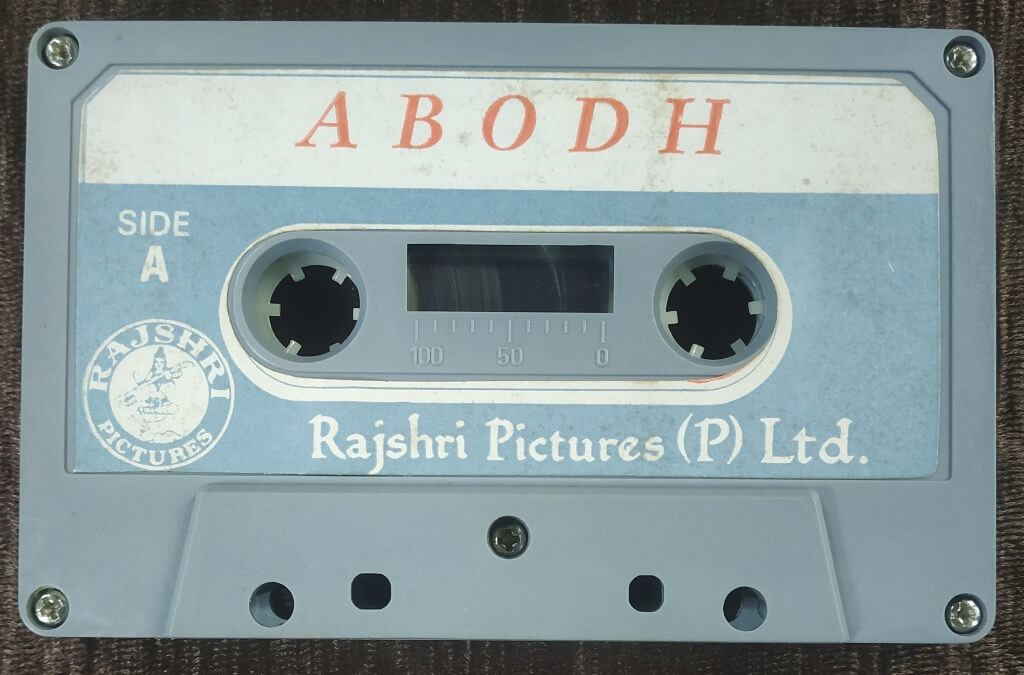 A B O D H
SIDE
A
100 50 0
RAJSHRI
PICTURES
Rajshri Pictures (P) Ltd.